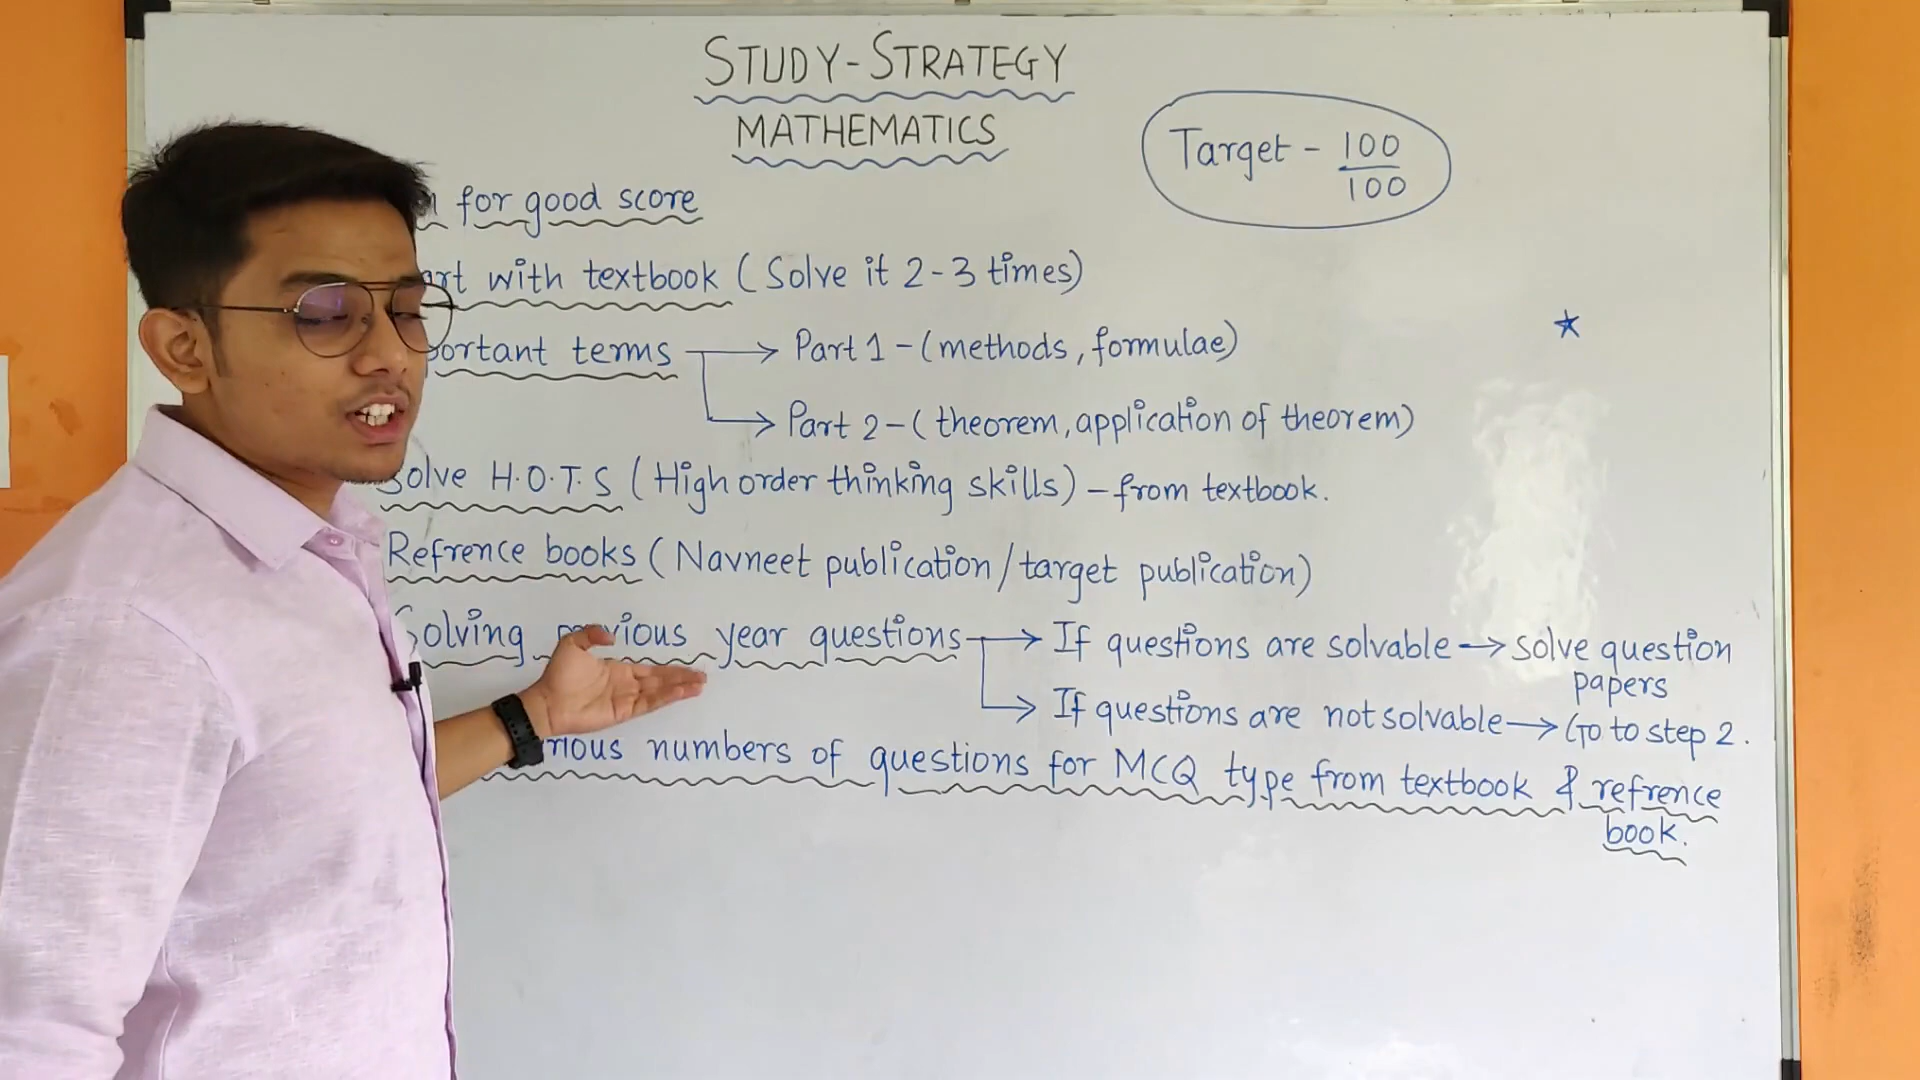 STUDY-STRATEGY
MATHEMATICS
Target - 100/100
for good score
with textbook (Solve it 2-3 times)
terms → Part 1 - (methods, formulae)
→ Part 2 - (theorem, application of theorem)
Solve H.O.T.S (High order thinking skills) - from textbook.
Refrence books (Navneet publication/target publication)
Solving previous year questions → If questions are solvable → solve question
papers
→ If questions are not solvable → Go to step 2.
numbers of questions for MCQ type from textbook & refrence
book.